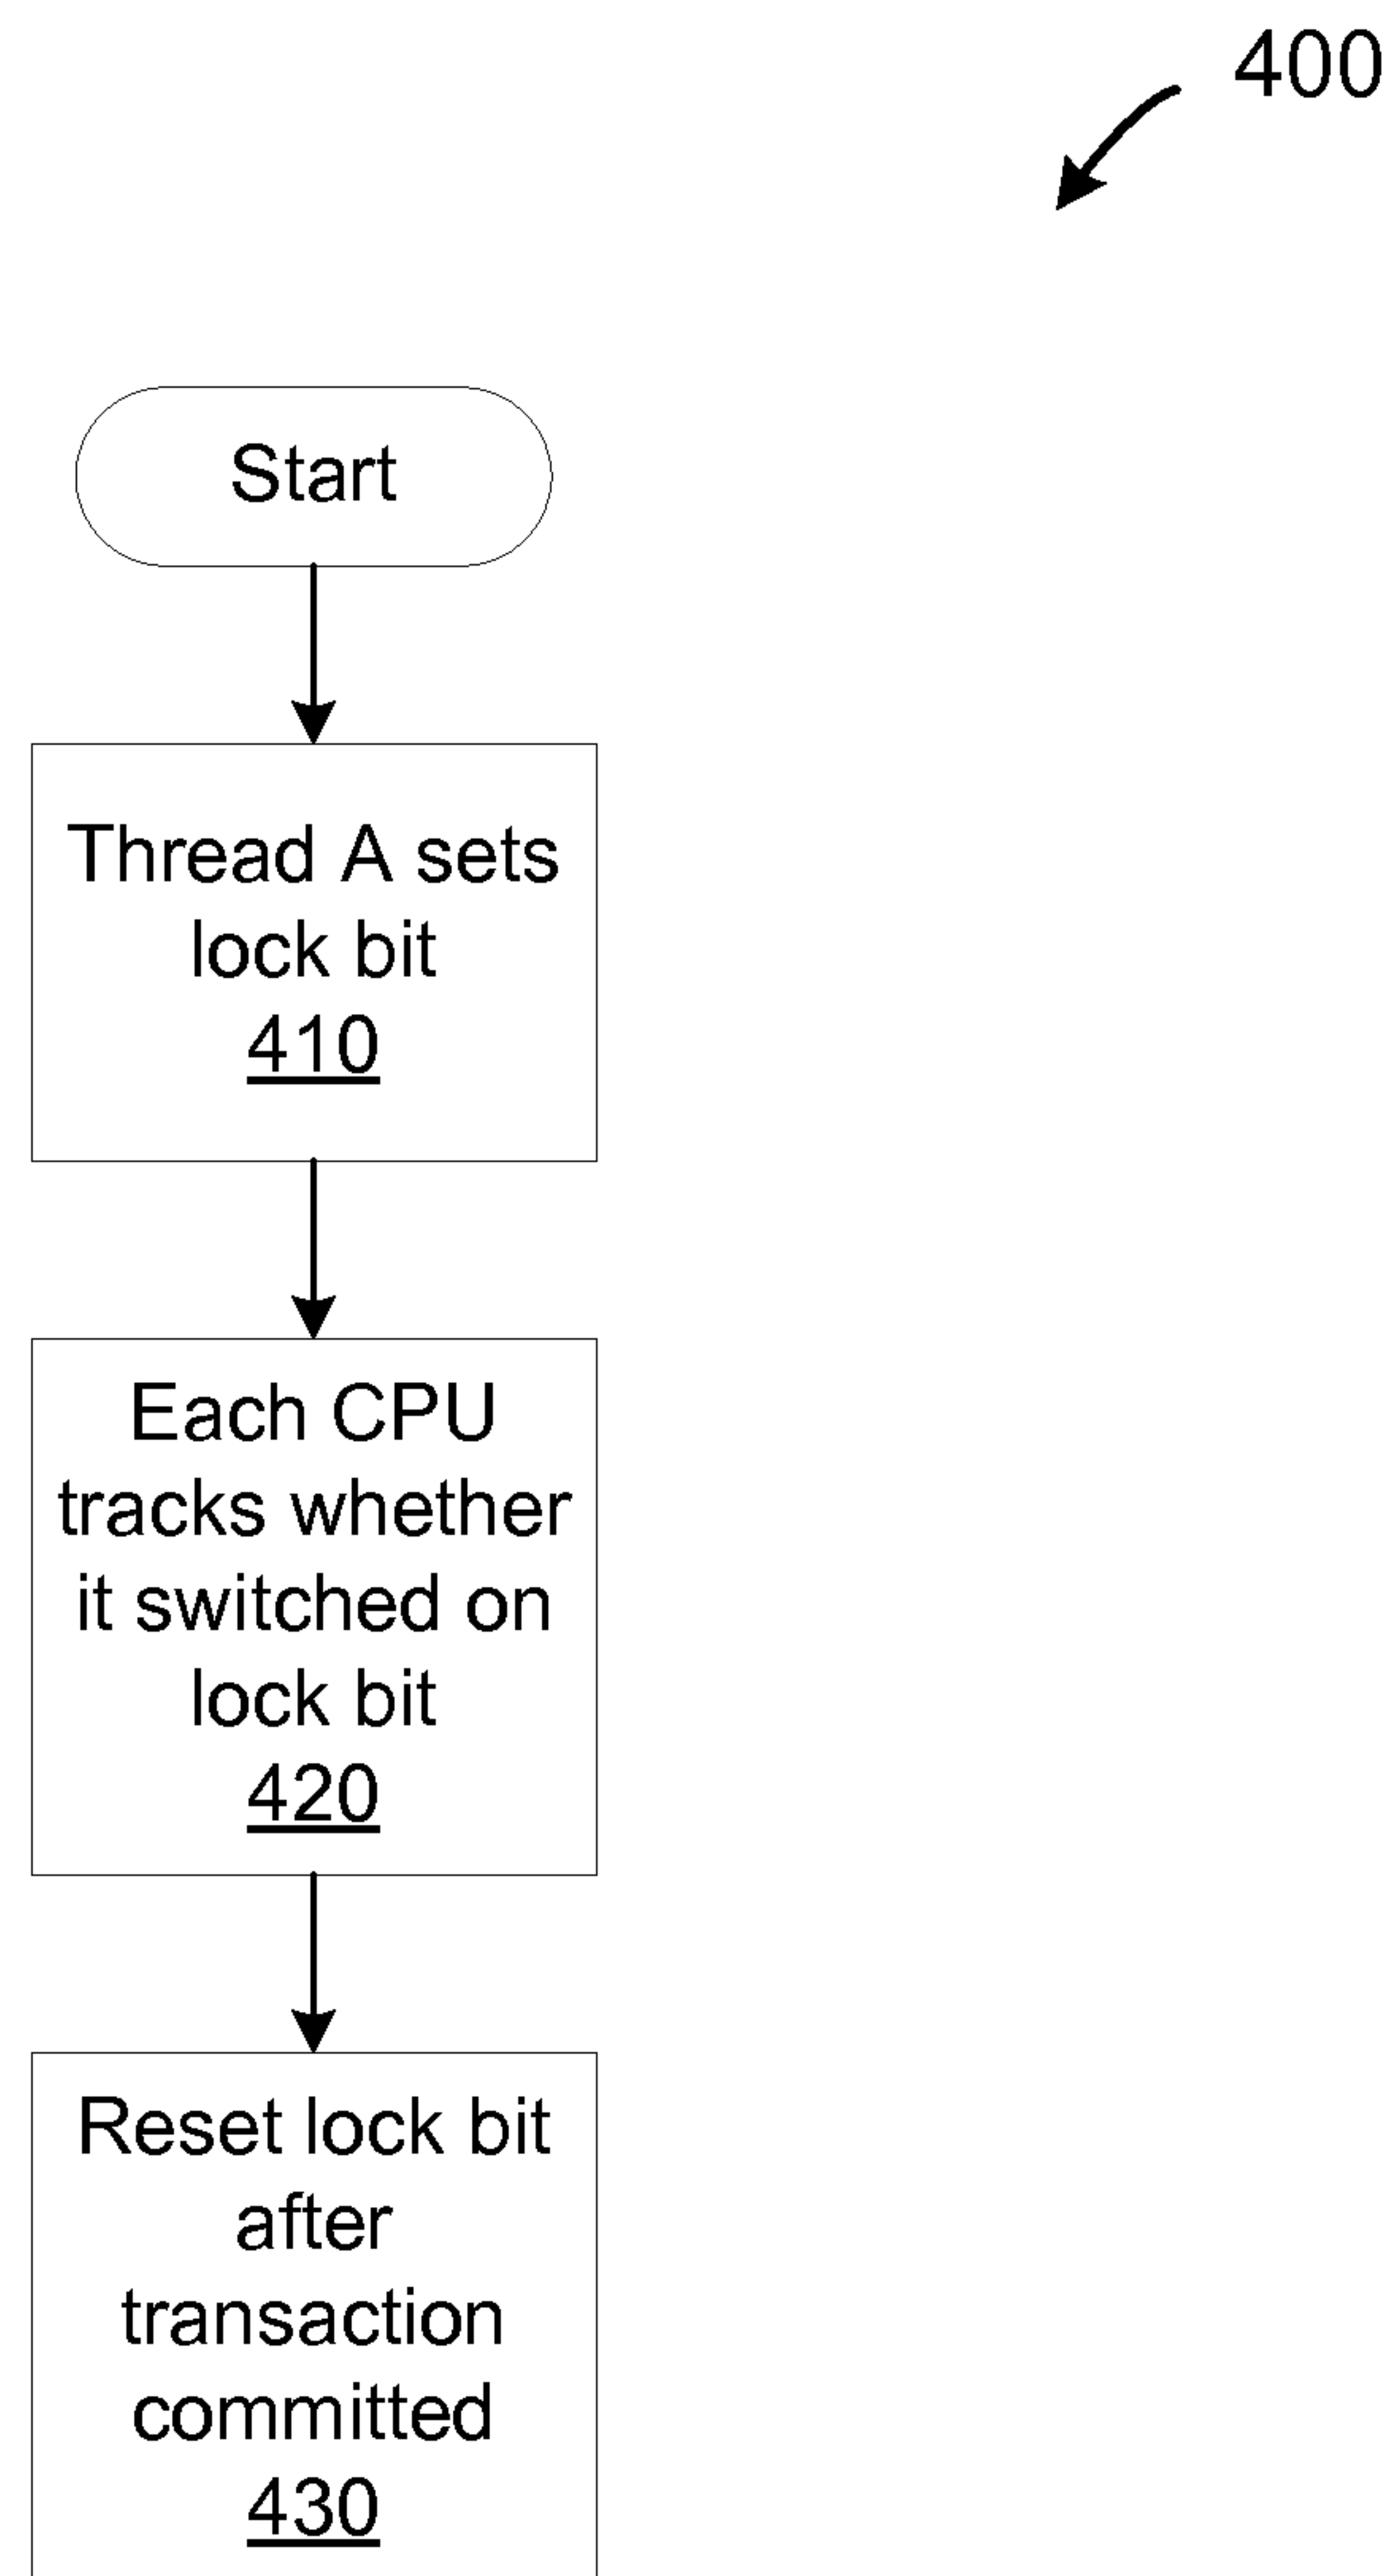 400
Start
Thread A sets
lock bit
410
Each CPU
tracks whether
it switched on
lock bit
420
Reset lock bit
after
transaction
committed
430